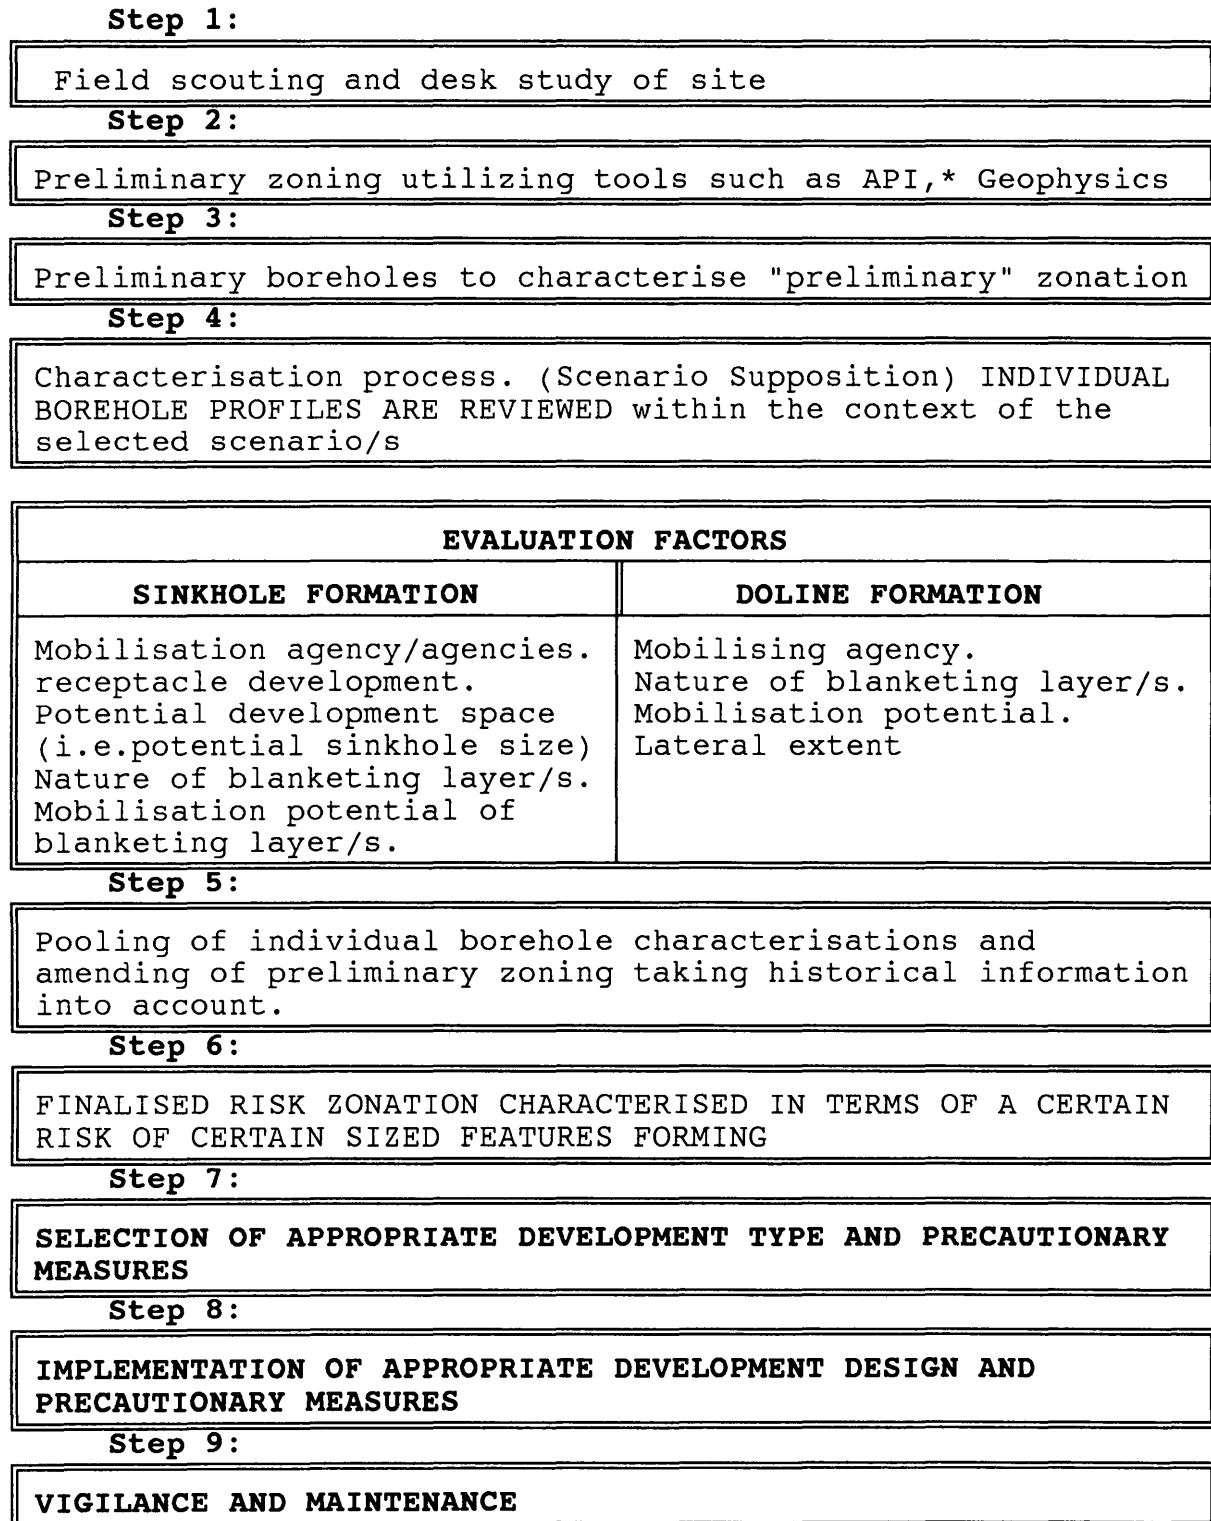 Step 1:
Field scouting and desk study of site
Step 2:
Preliminary zoning utilizing tools such as API,* Geophysics
Step 3:
Preliminary boreholes to characterise "preliminary" zonation
Step 4:
Characterisation process. (Scenario Supposition) INDIVIDUAL
BOREHOLE PROFILES ARE REVIEWED within the context of the
selected scenario/s
EVALUATION FACTORS
SINKHOLE FORMATION
Mobilisation agency/agencies.
receptacle development.
Potential development space
(i.e.potential sinkhole size)
Nature of blanketing layer/s.
Mobilisation potential of
blanketing layer/s.
DOLINE FORMATION
Mobilising agency.
Nature of blanketing layer/s.
Mobilisation potential.
Lateral extent
Step 5:
Pooling of individual borehole characterisations and
amending of preliminary zoning taking historical information
into account.
Step 6:
FINALISED RISK ZONATION CHARACTERISED IN TERMS OF A CERTAIN
RISK OF CERTAIN SIZED FEATURES FORMING
Step 7:
SELECTION OF APPROPRIATE DEVELOPMENT TYPE AND PRECAUTIONARY
MEASURES
Step 8:
IMPLEMENTATION OF APPROPRIATE DEVELOPMENT DESIGN AND
PRECAUTIONARY MEASURES
Step 9:
VIGILANCE AND MAINTENANCE